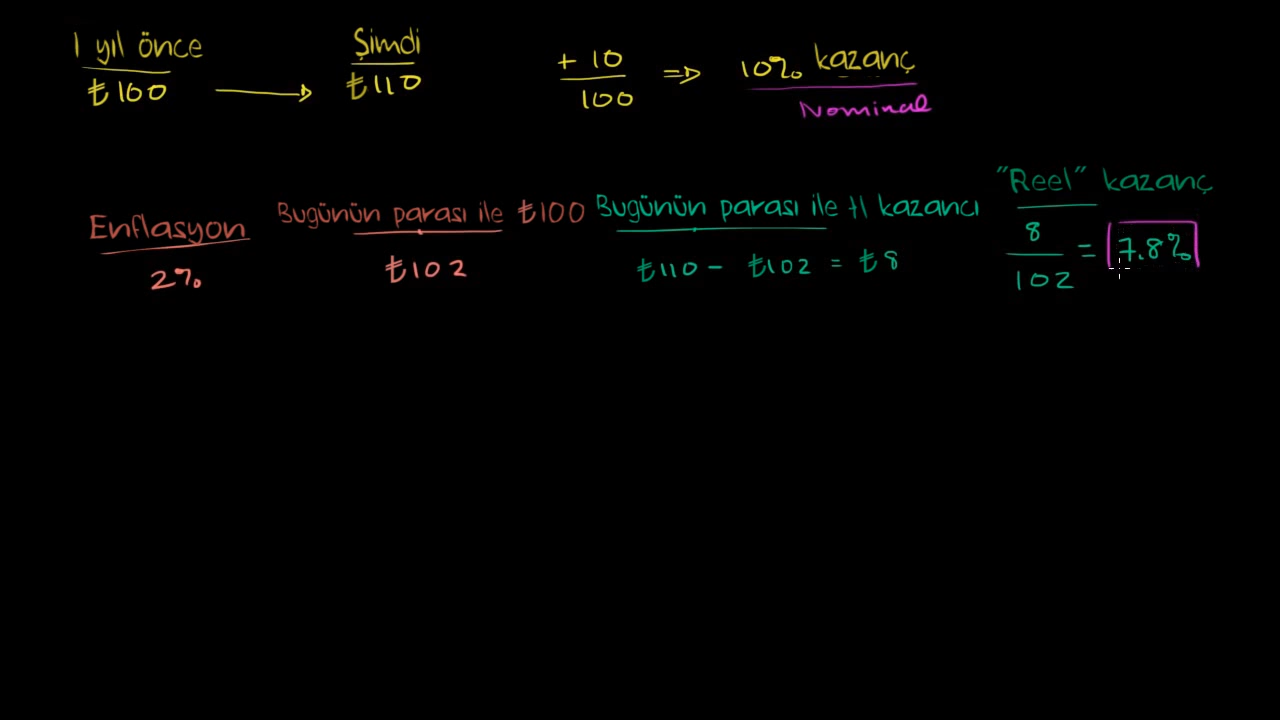 1 yıl önce
₺100
Şimdi
₺110
+ 10
100
⇒ 10% kazanç
Nominal
Enflasyon
2%
Bugünün parası ile ₺100
₺102
Bugünün parası ile tl kazancı
₺110 - ₺102 = ₺8
"Reel" kazanç
8
102
= 7.8%